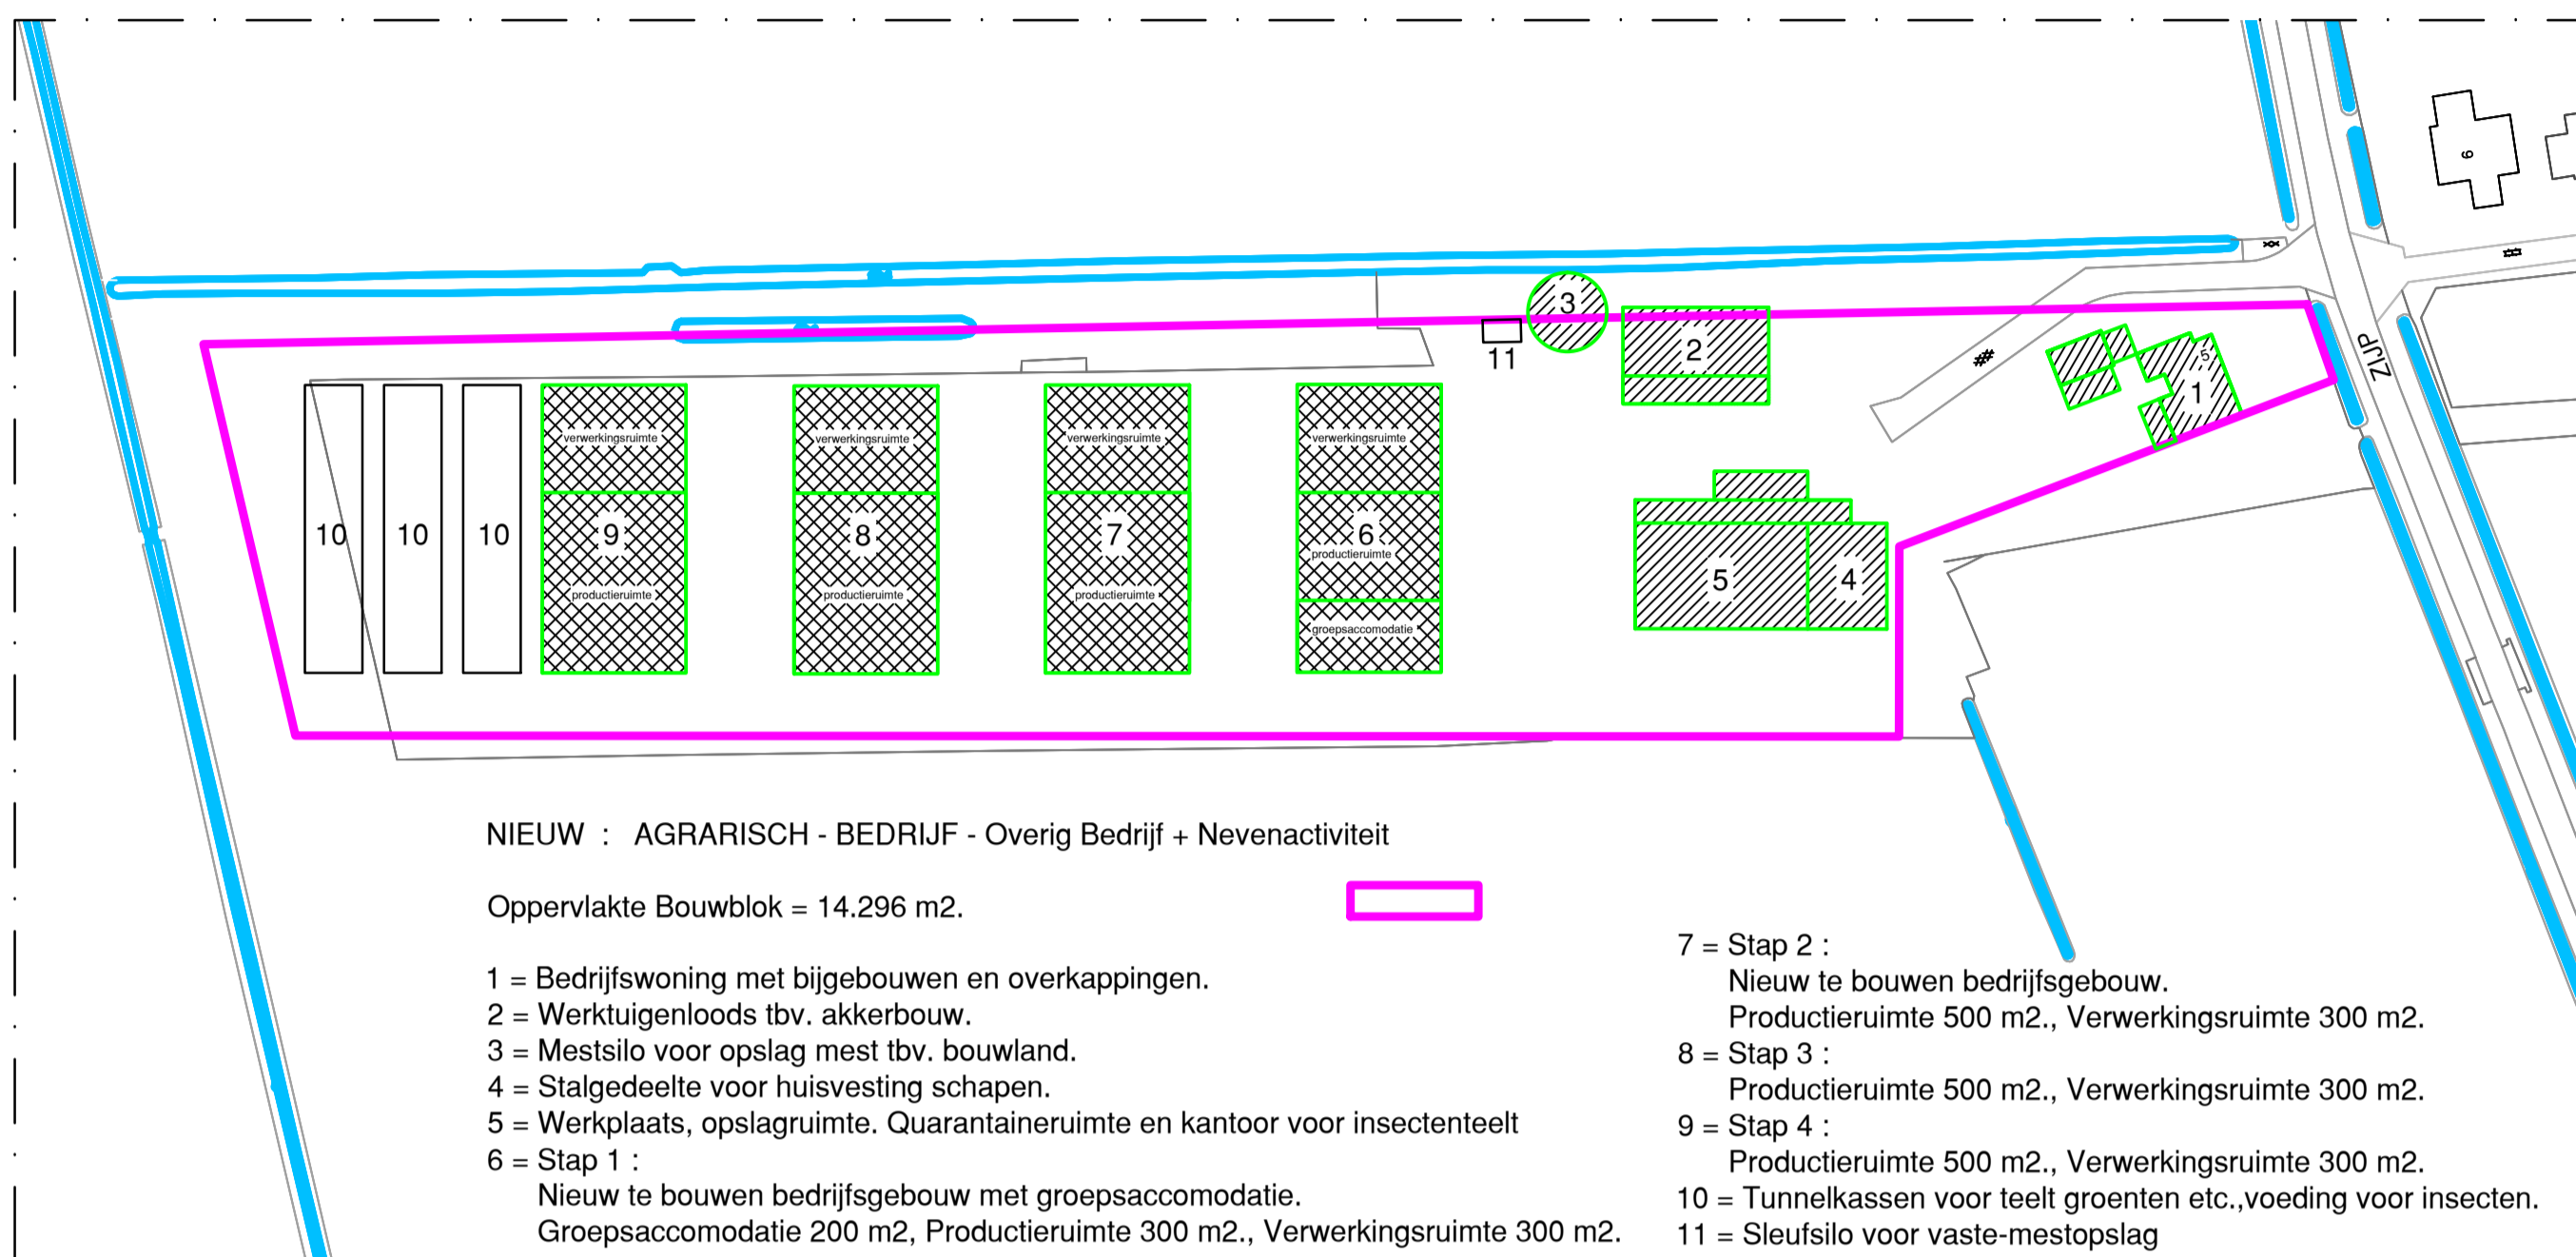 6
3
2
11
5
1
ZIJP
verwerkingsruimte
verwerkingsruimte
verwerkingsruimte
verwerkingsruimte
10
10
10
9
8
7
6
productieruimte
5
4
productieruimte
productieruimte
productieruimte
groepsaccomodatie
NIEUW : AGRARISCH - BEDRIJF - Overig Bedrijf + Nevenactiviteit
Oppervlakte Bouwblok = 14.296 m2.
1 = Bedrijfswoning met bijgebouwen en overkappingen.
2 = Werktuigenloods tbv. akkerbouw.
3 = Mestsilo voor opslag mest tbv. bouwland.
4 = Stalgedeelte voor huisvesting schapen.
5 = Werkplaats, opslagruimte. Quarantaineruimte en kantoor voor insectenteelt
6 = Stap 1 :
Nieuw te bouwen bedrijfsgebouw met groepsaccomodatie.
Groepsaccomodatie 200 m2, Productieruimte 300 m2., Verwerkingsruimte 300 m2.
7 = Stap 2 :
Nieuw te bouwen bedrijfsgebouw.
Productieruimte 500 m2., Verwerkingsruimte 300 m2.
8 = Stap 3 :
Productieruimte 500 m2., Verwerkingsruimte 300 m2.
9 = Stap 4 :
Productieruimte 500 m2., Verwerkingsruimte 300 m2.
10 = Tunnelkassen voor teelt groenten etc.,voeding voor insecten.
11 = Sleufsilo voor vaste-mestopslag